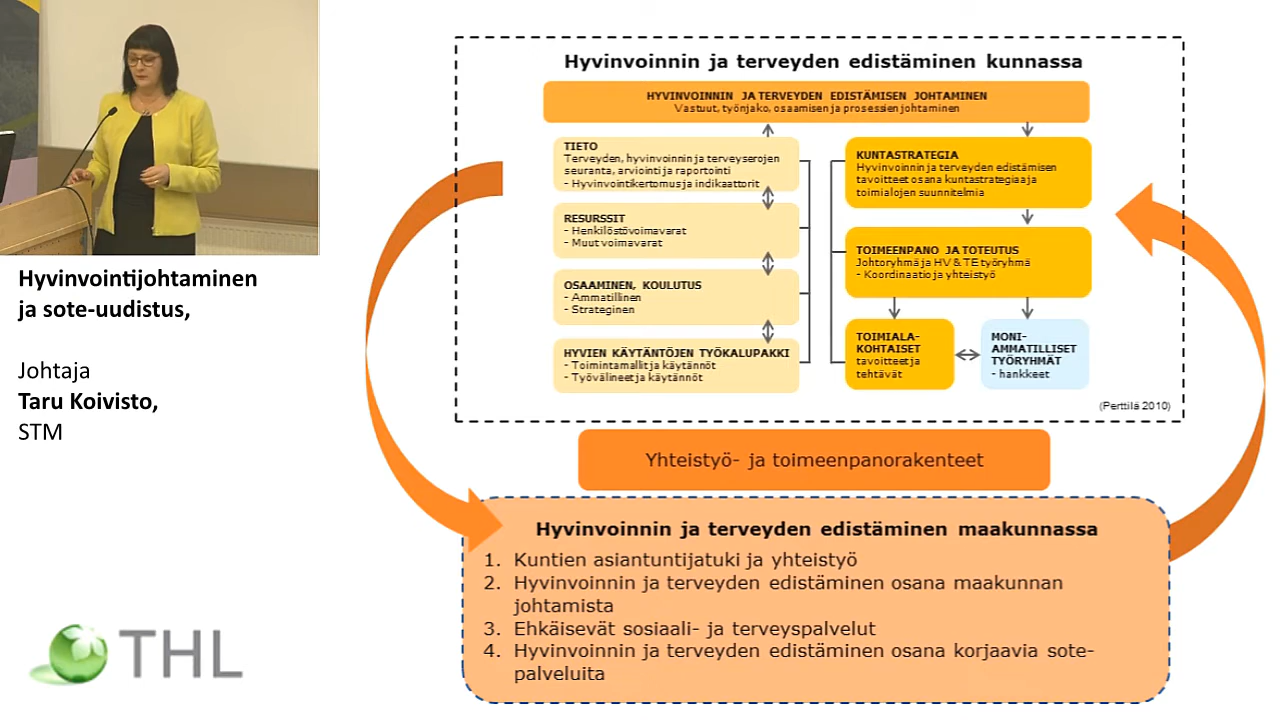 Hyvinvointijohtaminen
ja sote-uudistus,
Johtaja
Taru Koivisto,
STM
THL
Hyvinvoinnin ja terveyden edistäminen kunnassa
HYVINVOINNIN JA TERVEYDEN EDISTÄMISEN JOHTAMINEN
Vastuut, työnjako, osaamisen ja prosessien johtaminen
TIETO
Terveyden, hyvinvoinnin ja terveyserojen
seuranta, arviointi ja raportointi
- Hyvinvointikertomus ja indikaattorit
RESURSSIT
- Henkilöstövoimavarat
- Muut voimavarat
OSAAMINEN, KOULUTUS
- Ammatillinen
- Strateginen
HYVIEN KÄYTÄNTÖJEN TYÖKALUPAKKI
- Toimintamallit ja käytännöt
- Työvälineet ja käytännöt
KUNTASTRATEGIA
Hyvinvoinnin ja terveyden edistämisen
tavoitteet osana kuntastrategiaa ja
toimialojen suunnitelmia
TOIMEENPANO JA TOTEUTUS
Johtoryhmä ja HV & TE työryhmä
- Koordinaatio ja yhteistyö
TOIMIALA-
KOHTAISET
tavoitteet ja
tehtävät
MONI-
AMMATILLISET
TYÖRYHMÄT
- hankkeet
(Perttilä 2010)
Yhteistyö- ja toimeenpanorakenteet
Hyvinvoinnin ja terveyden edistäminen maakunnassa
1. Kuntien asiantuntijatuki ja yhteistyö
2. Hyvinvoinnin ja terveyden edistäminen osana maakunnan
johtamista
3. Ehkäisevät sosiaali- ja terveyspalvelut
4. Hyvinvoinnin ja terveyden edistäminen osana korjaavia sote-
palveluita